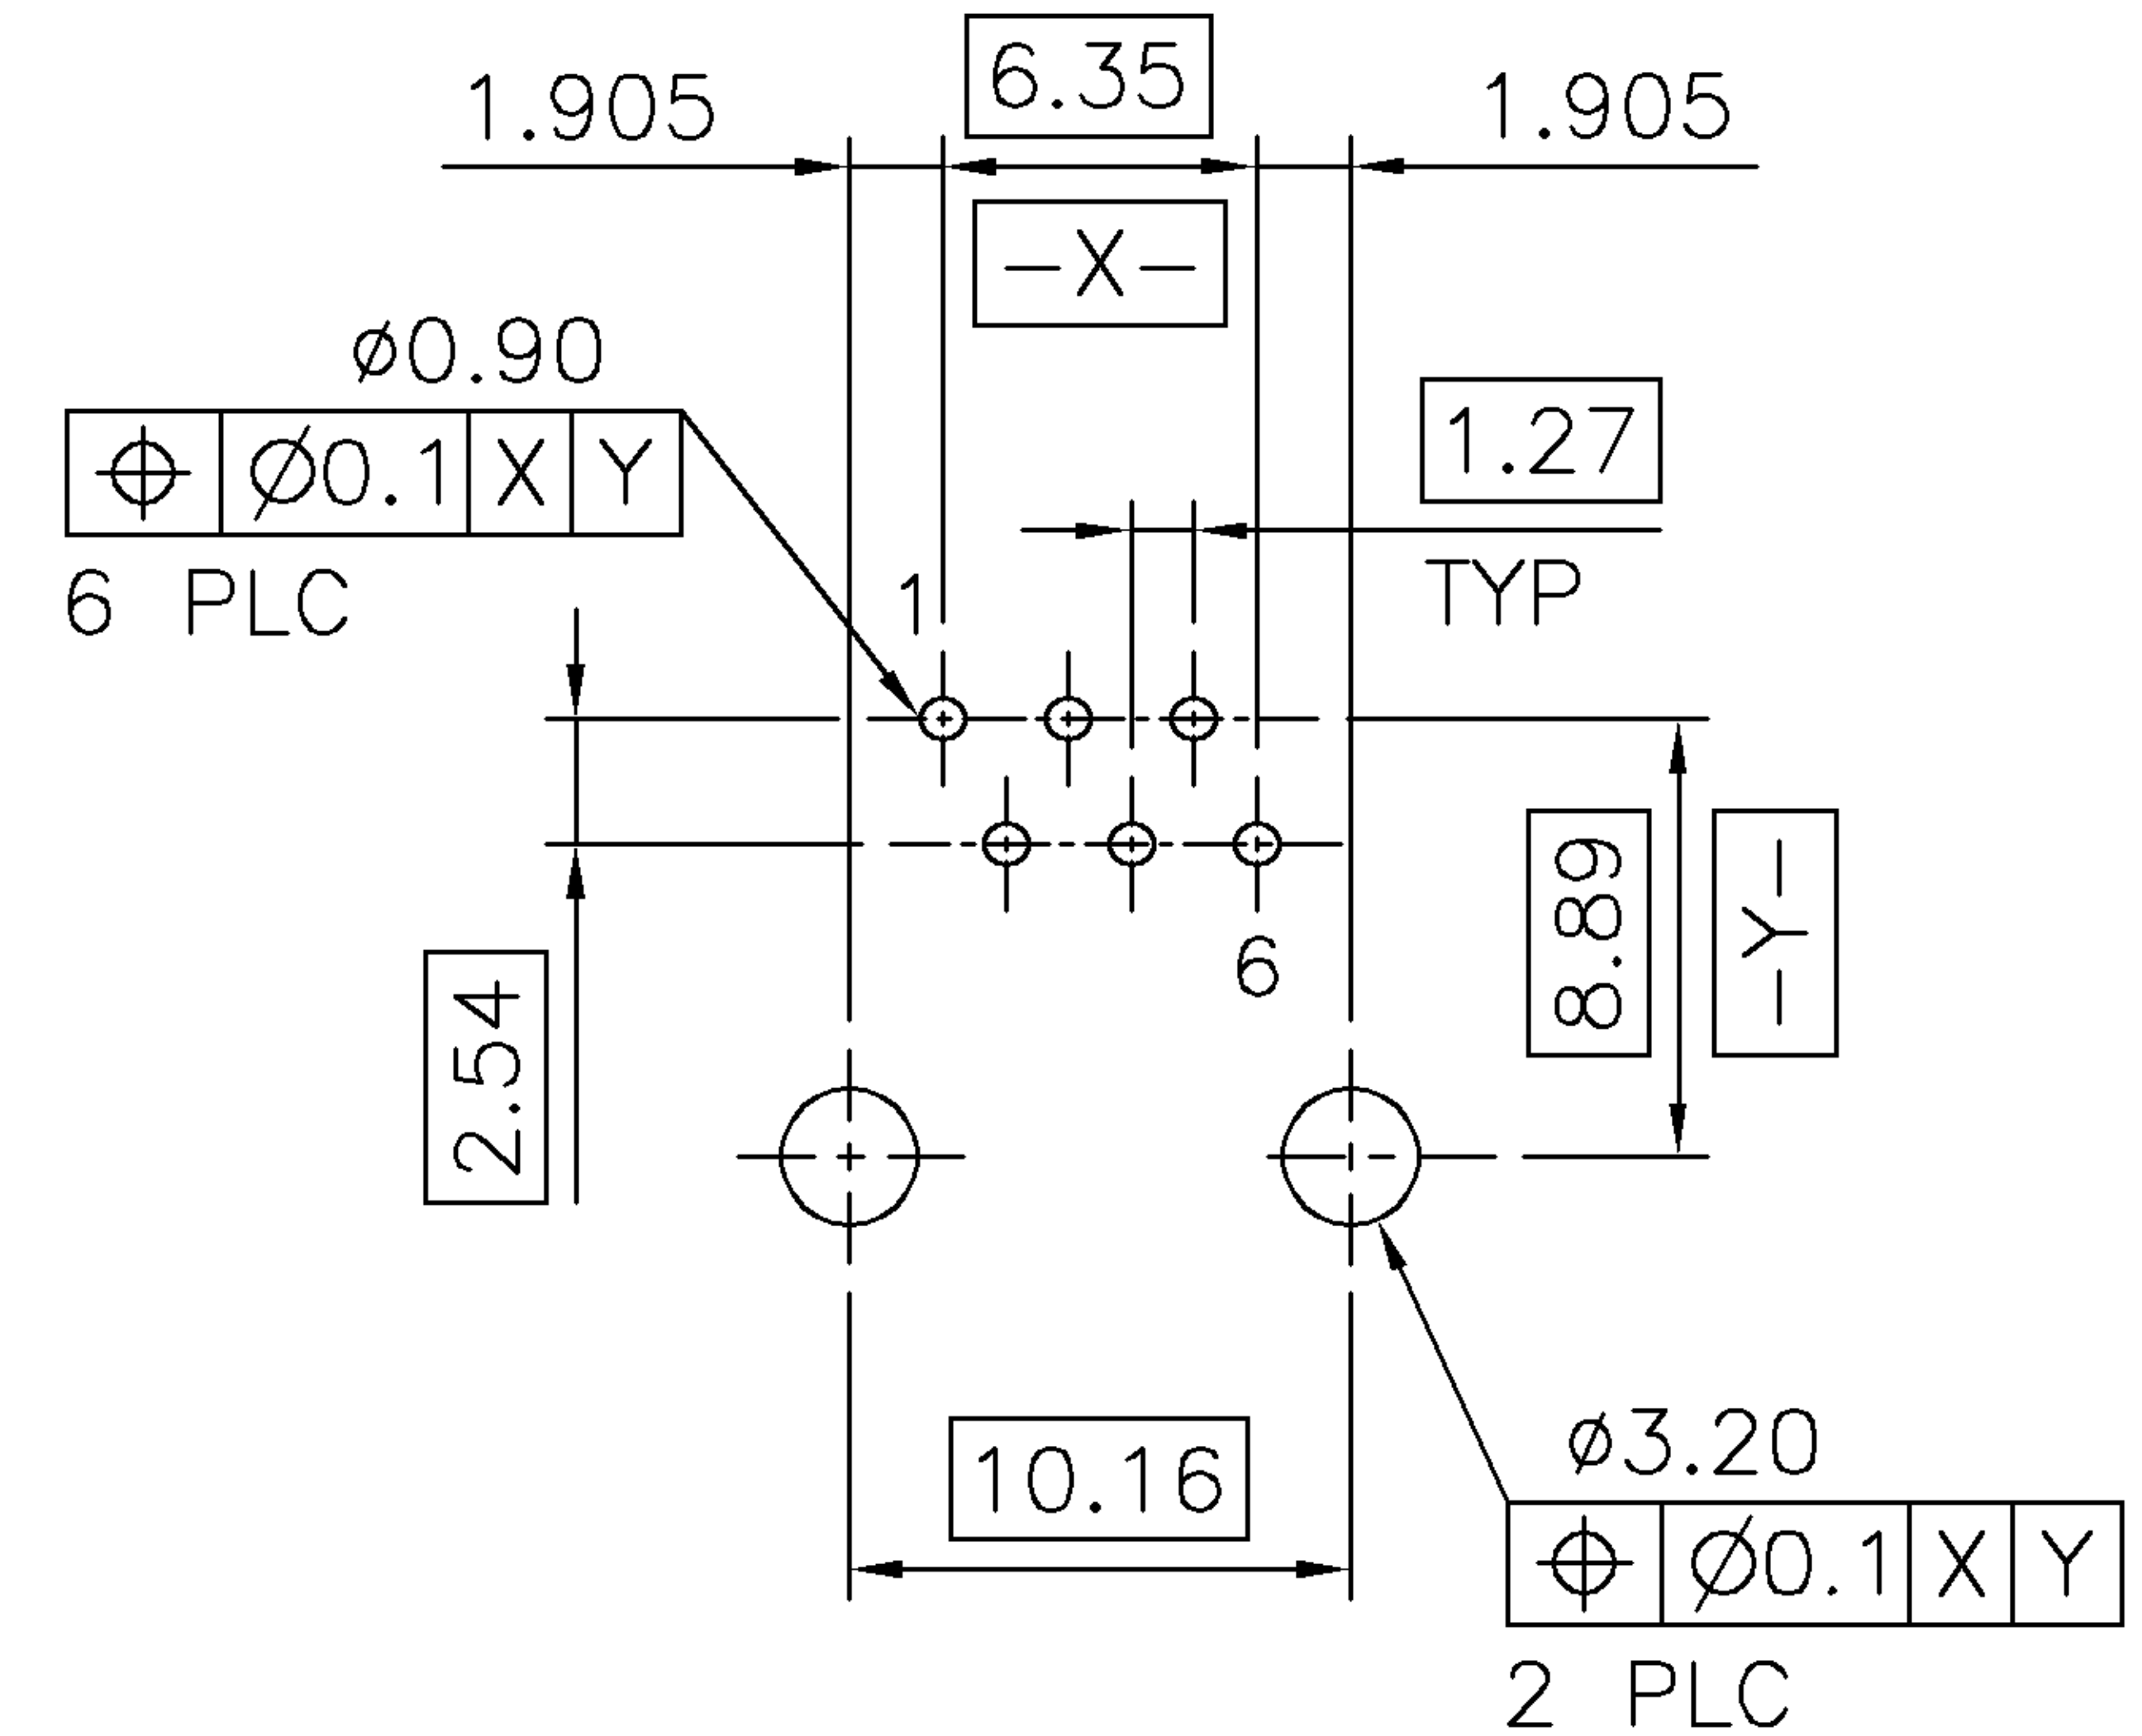 6.35
1.905
1.905
-X-
ø0.90
⌖ Ø0.1 X Y
6 PLC
1.27
TYP
1
8.89
-Y-
6
2.54
10.16
ø3.20
⌖ Ø0.1 X Y
2 PLC